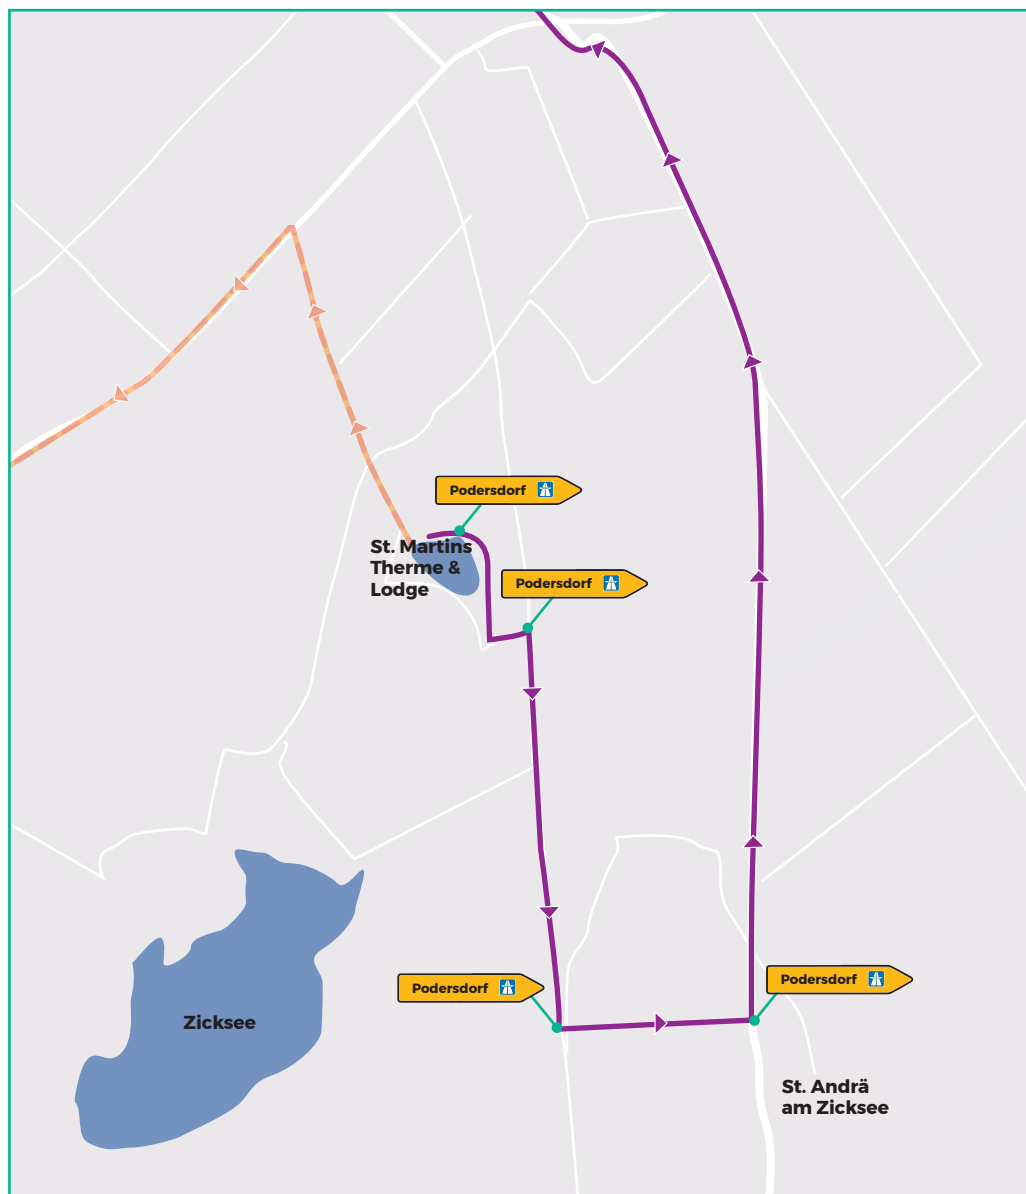 Podersdorf
St. Martins
Therme &
Lodge
Podersdorf
Podersdorf
Podersdorf
Zicksee
St. Andrä
am Zicksee